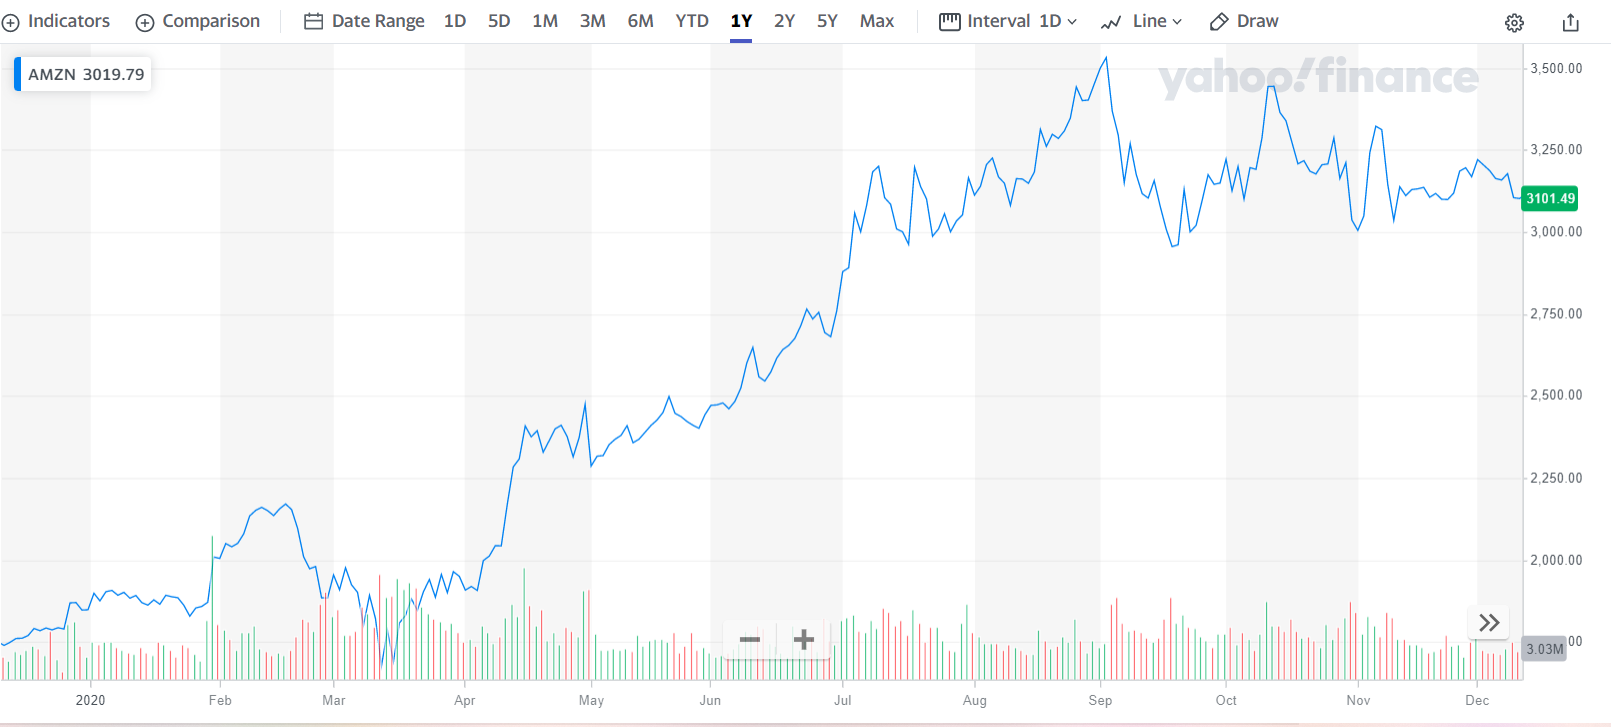 Indicators Comparison Date Range 1D 5D 1M 3M 6M YTD 1Y 2Y 5Y Max Interval 1D Line Draw
AMZN 3019.79
yahoo!finance
3,500.00
3,250.00
3101.49
3,000.00
2,750.00
2,500.00
2,250.00
2,000.00
00
3.03M
2020 Feb Mar Apr May Jun Jul Aug Sep Oct Nov Dec